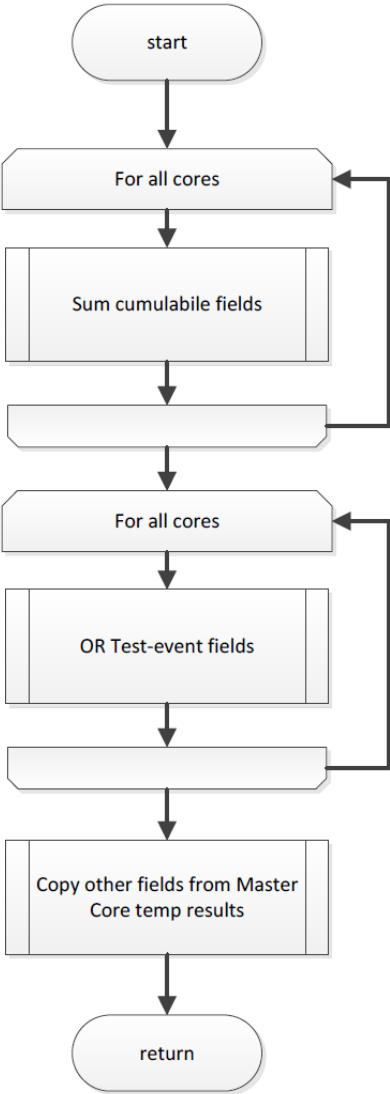 start
For all cores
Sum cumulabile fields
For all cores
OR Test-event fields
Copy other fields from Master
Core temp results
return